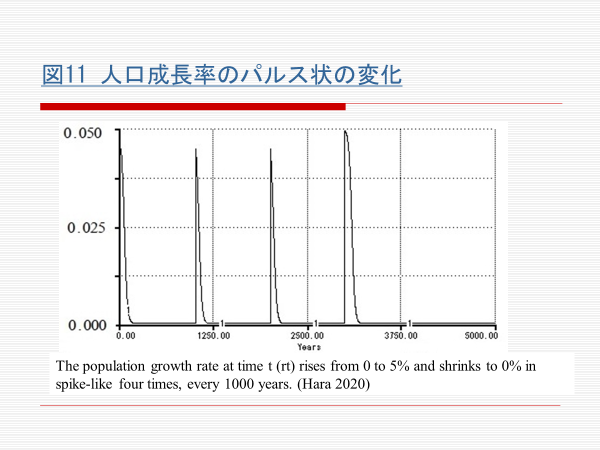 図11 人口成長率のパルス状の変化
0.050
0.025
0.000
1
1
1
0.00 1250.00 2500.00 3750.00 5000.00
Years
The population growth rate at time t (rt) rises from 0 to 5% and shrinks to 0% in
spike-like four times, every 1000 years. (Hara 2020)